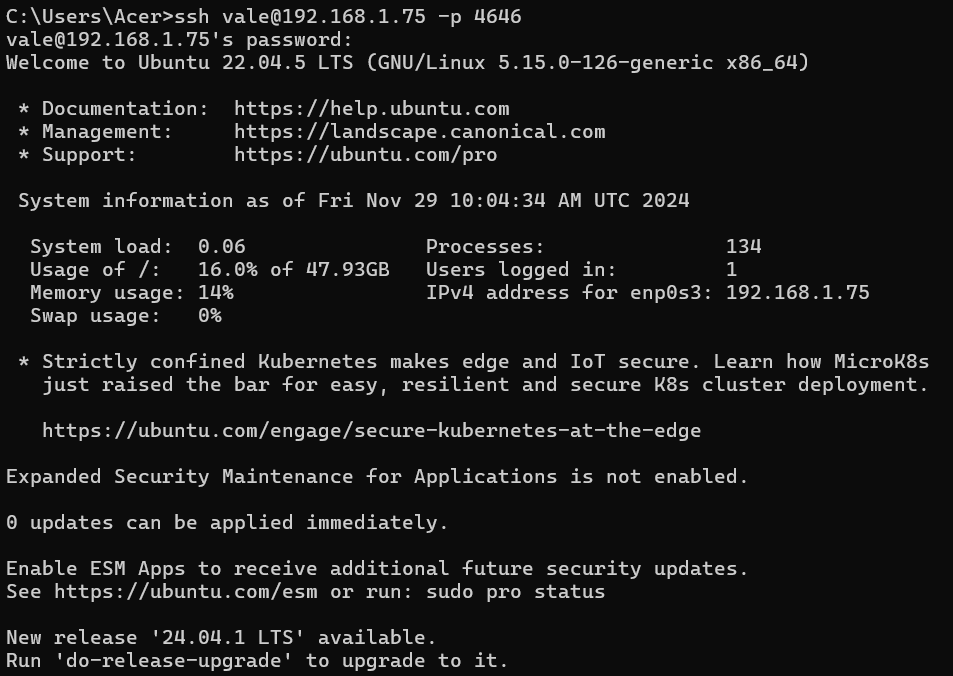 C:\Users\Acer>ssh vale@192.168.1.75 -p 4646
vale@192.168.1.75's password:
Welcome to Ubuntu 22.04.5 LTS (GNU/Linux 5.15.0-126-generic x86_64)

 * Documentation:  https://help.ubuntu.com
 * Management:     https://landscape.canonical.com
 * Support:        https://ubuntu.com/pro

 System information as of Fri Nov 29 10:04:34 AM UTC 2024

  System load:  0.06               Processes:               134
  Usage of /:   16.0% of 47.93GB   Users logged in:         1
  Memory usage: 14%                IPv4 address for enp0s3: 192.168.1.75
  Swap usage:   0%

 * Strictly confined Kubernetes makes edge and IoT secure. Learn how MicroK8s
   just raised the bar for easy, resilient and secure K8s cluster deployment.

   https://ubuntu.com/engage/secure-kubernetes-at-the-edge

Expanded Security Maintenance for Applications is not enabled.

0 updates can be applied immediately.

Enable ESM Apps to receive additional future security updates.
See https://ubuntu.com/esm or run: sudo pro status

New release '24.04.1 LTS' available.
Run 'do-release-upgrade' to upgrade to it.